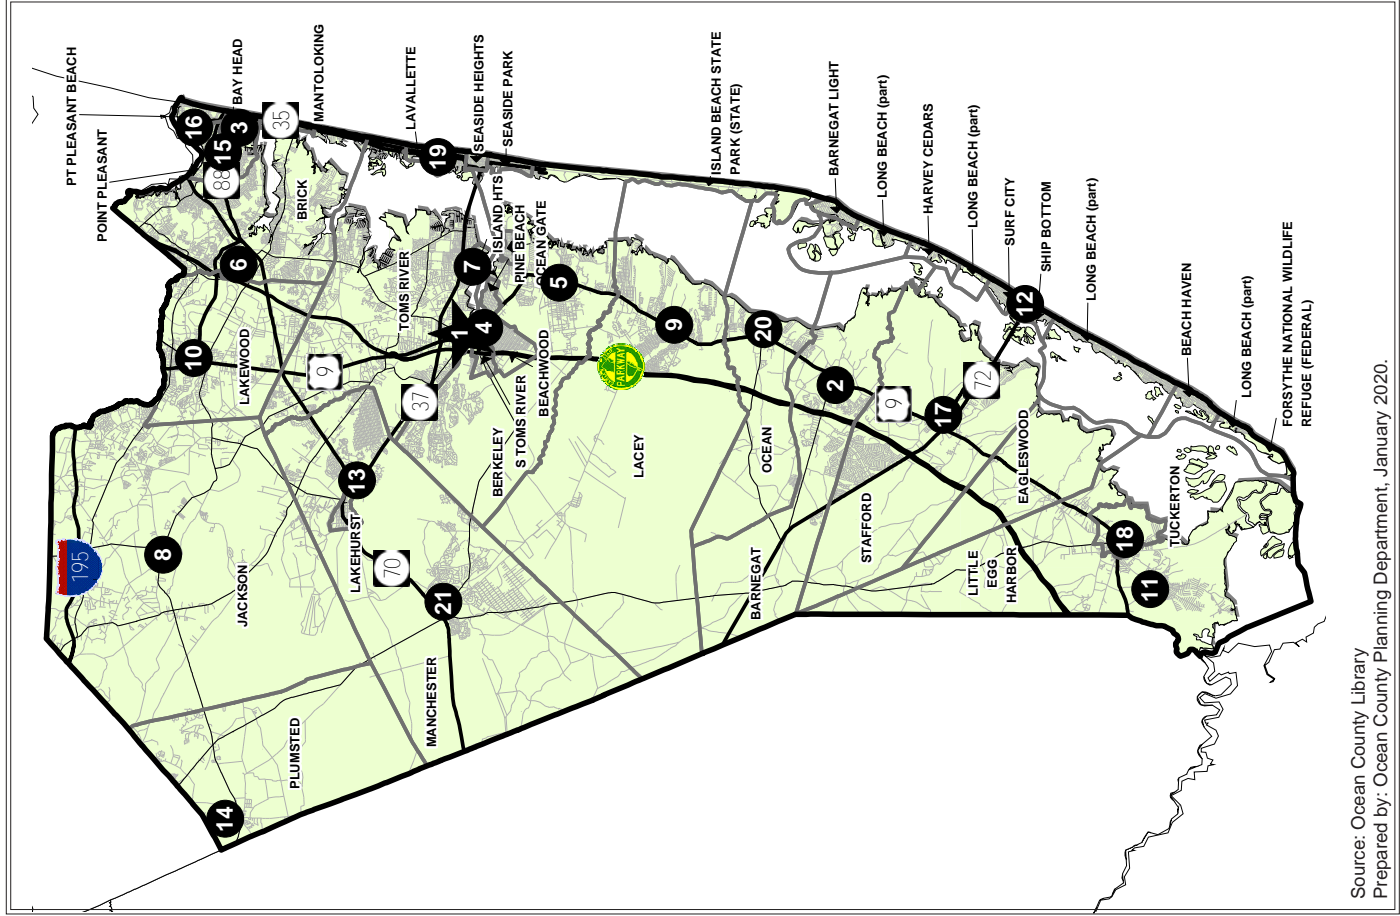 PT PLEASANT BEACH
POINT PLEASANT
BAY HEAD
MANTOLOKING
LAVALLETTE
SEASIDE HEIGHTS
SEASIDE PARK
ISLAND BEACH STATE
PARK (STATE)
BARNEGAT LIGHT
LONG BEACH (part)
HARVEY CEDARS
LONG BEACH (part)
SURF CITY
SHIP BOTTOM
LONG BEACH (part)
BEACH HAVEN
LONG BEACH (part)
FORSYTHE NATIONAL WILDLIFE
REFUGE (FEDERAL)
16
3
15
35
88
BRICK
6
10
LAKEWOOD
9
TOMS RIVER
19
7
ISLAND HTS
PINE BEACH
OCEAN GATE
1
4
5
37
S TOMS RIVER
BEACHWOOD
BERKELEY
PARKWAY
9
20
2
9
17
72
12
LACEY
OCEAN
BARNEGAT
STAFFORD
EAGLESWOOD
LITTLE
EGG
HARBOR
TUCKERTON
18
11
195
8
JACKSON
13
LAKEHURST
70
21
MANCHESTER
PLUMSTED
14
Source: Ocean County Library
Prepared by: Ocean County Planning Department, January 2020.